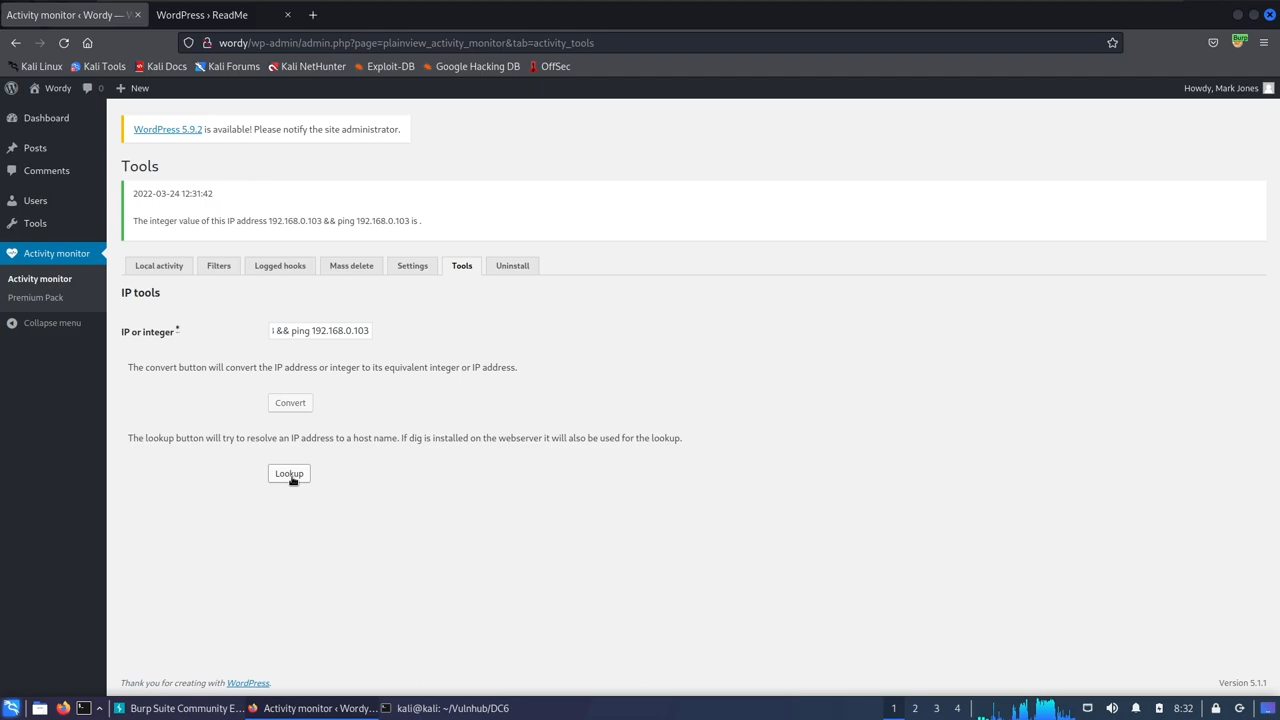 Activity monitor ‹ Wordy — W
WordPress › ReadMe
wordy/wp-admin/admin.php?page=plainview_activity_monitor&tab=activity_tools
Burp
Kali Linux
Kali Tools
Kali Docs
Kali Forums
Kali NetHunter
Exploit-DB
Google Hacking DB
OffSec
Wordy
0
New
Howdy, Mark Jones
Dashboard
Posts
Comments
Users
Tools
Activity monitor
Activity monitor
Premium Pack
Collapse menu
WordPress 5.9.2 is available! Please notify the site administrator.
Tools
2022-03-24 12:31:42
The integer value of this IP address 192.168.0.103 && ping 192.168.0.103 is .
Local activity
Filters
Logged hooks
Mass delete
Settings
Tools
Uninstall
IP tools
IP or integer *
&& ping 192.168.0.103
The convert button will convert the IP address or integer to its equivalent integer or IP address.
Convert
The lookup button will try to resolve an IP address to a host name. If dig is installed on the webserver it will also be used for the lookup.
Lookup
Thank you for creating with WordPress.
Version 5.1.1
Burp Suite Community E...
Activity monitor ‹ Wordy...
kali@kali: ~/Vulnhub/DC6
1
2
3
4
8:32